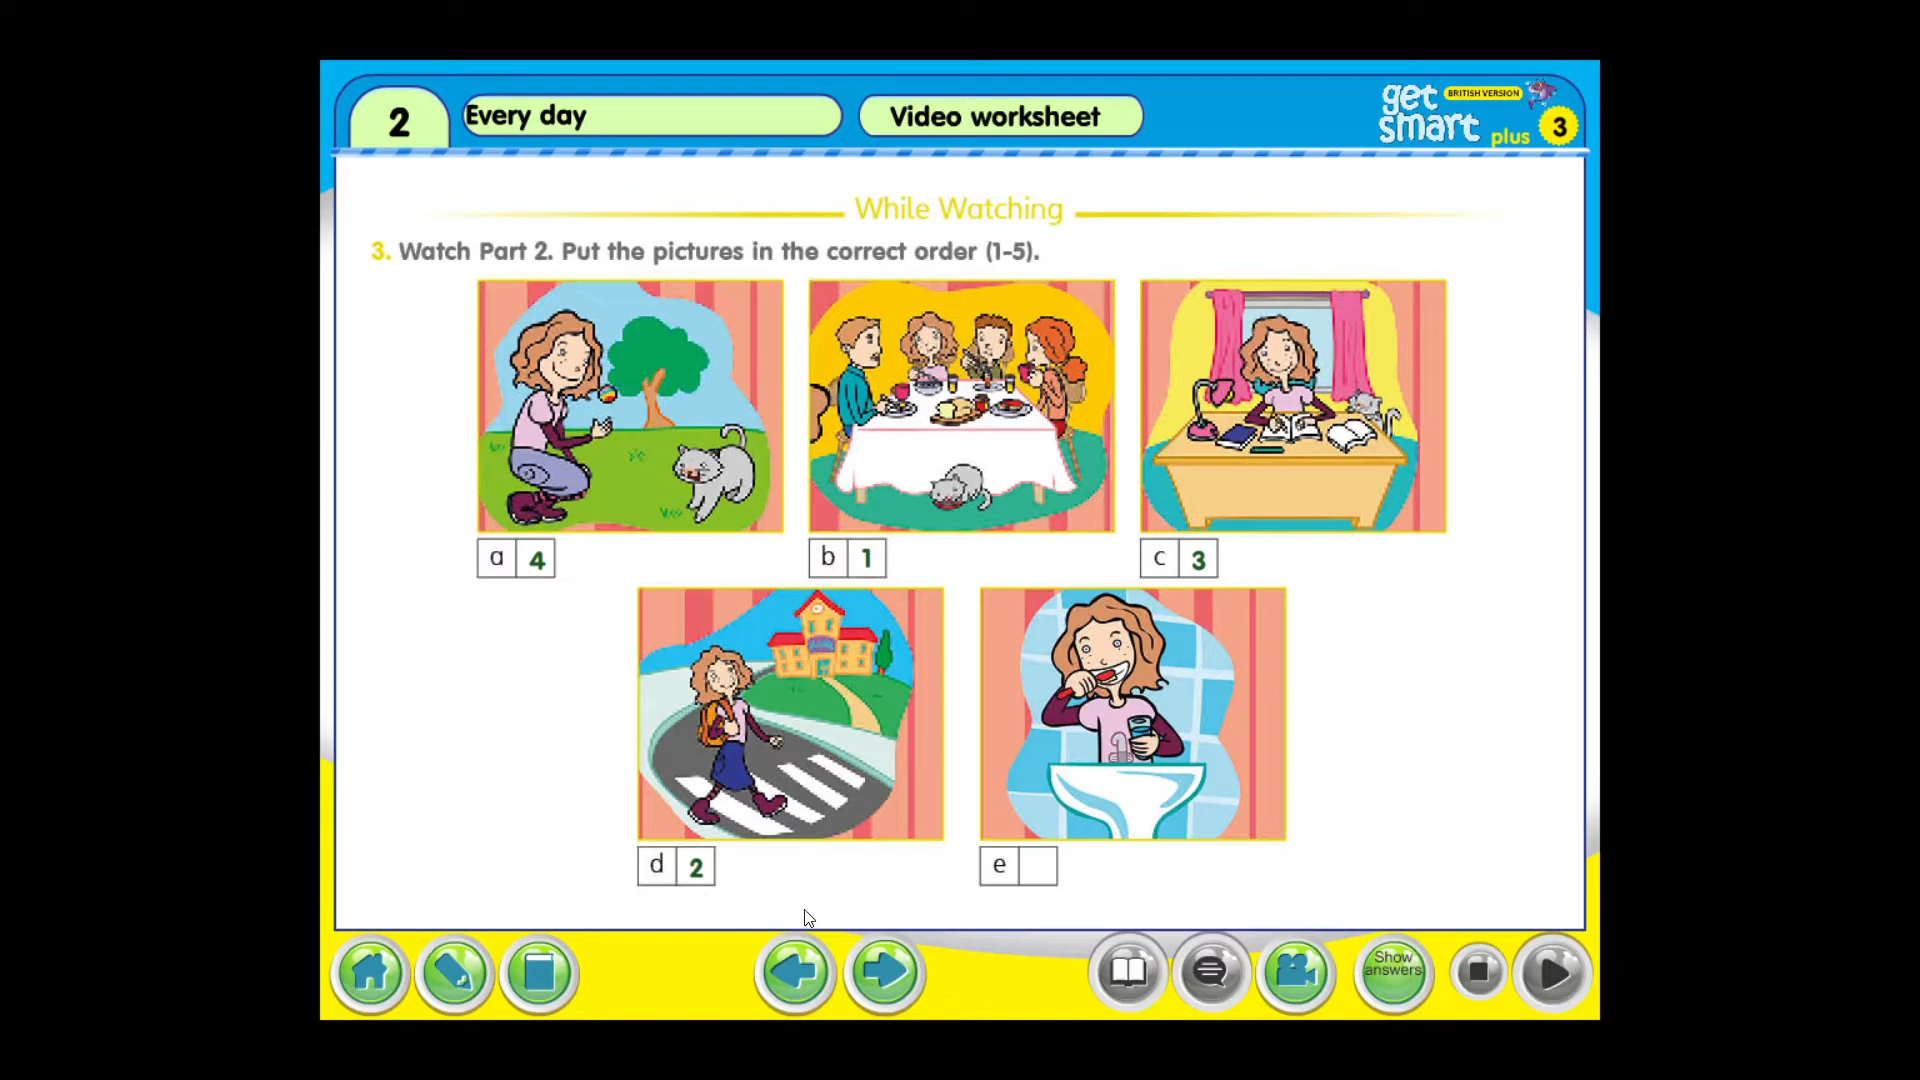 2
Every day
Video worksheet
get
smart
BRITISH VERSION
plus
3
While Watching
3. Watch Part 2. Put the pictures in the correct order (1-5).
a 4
b 1
c 3
d 2
e
Show
answers